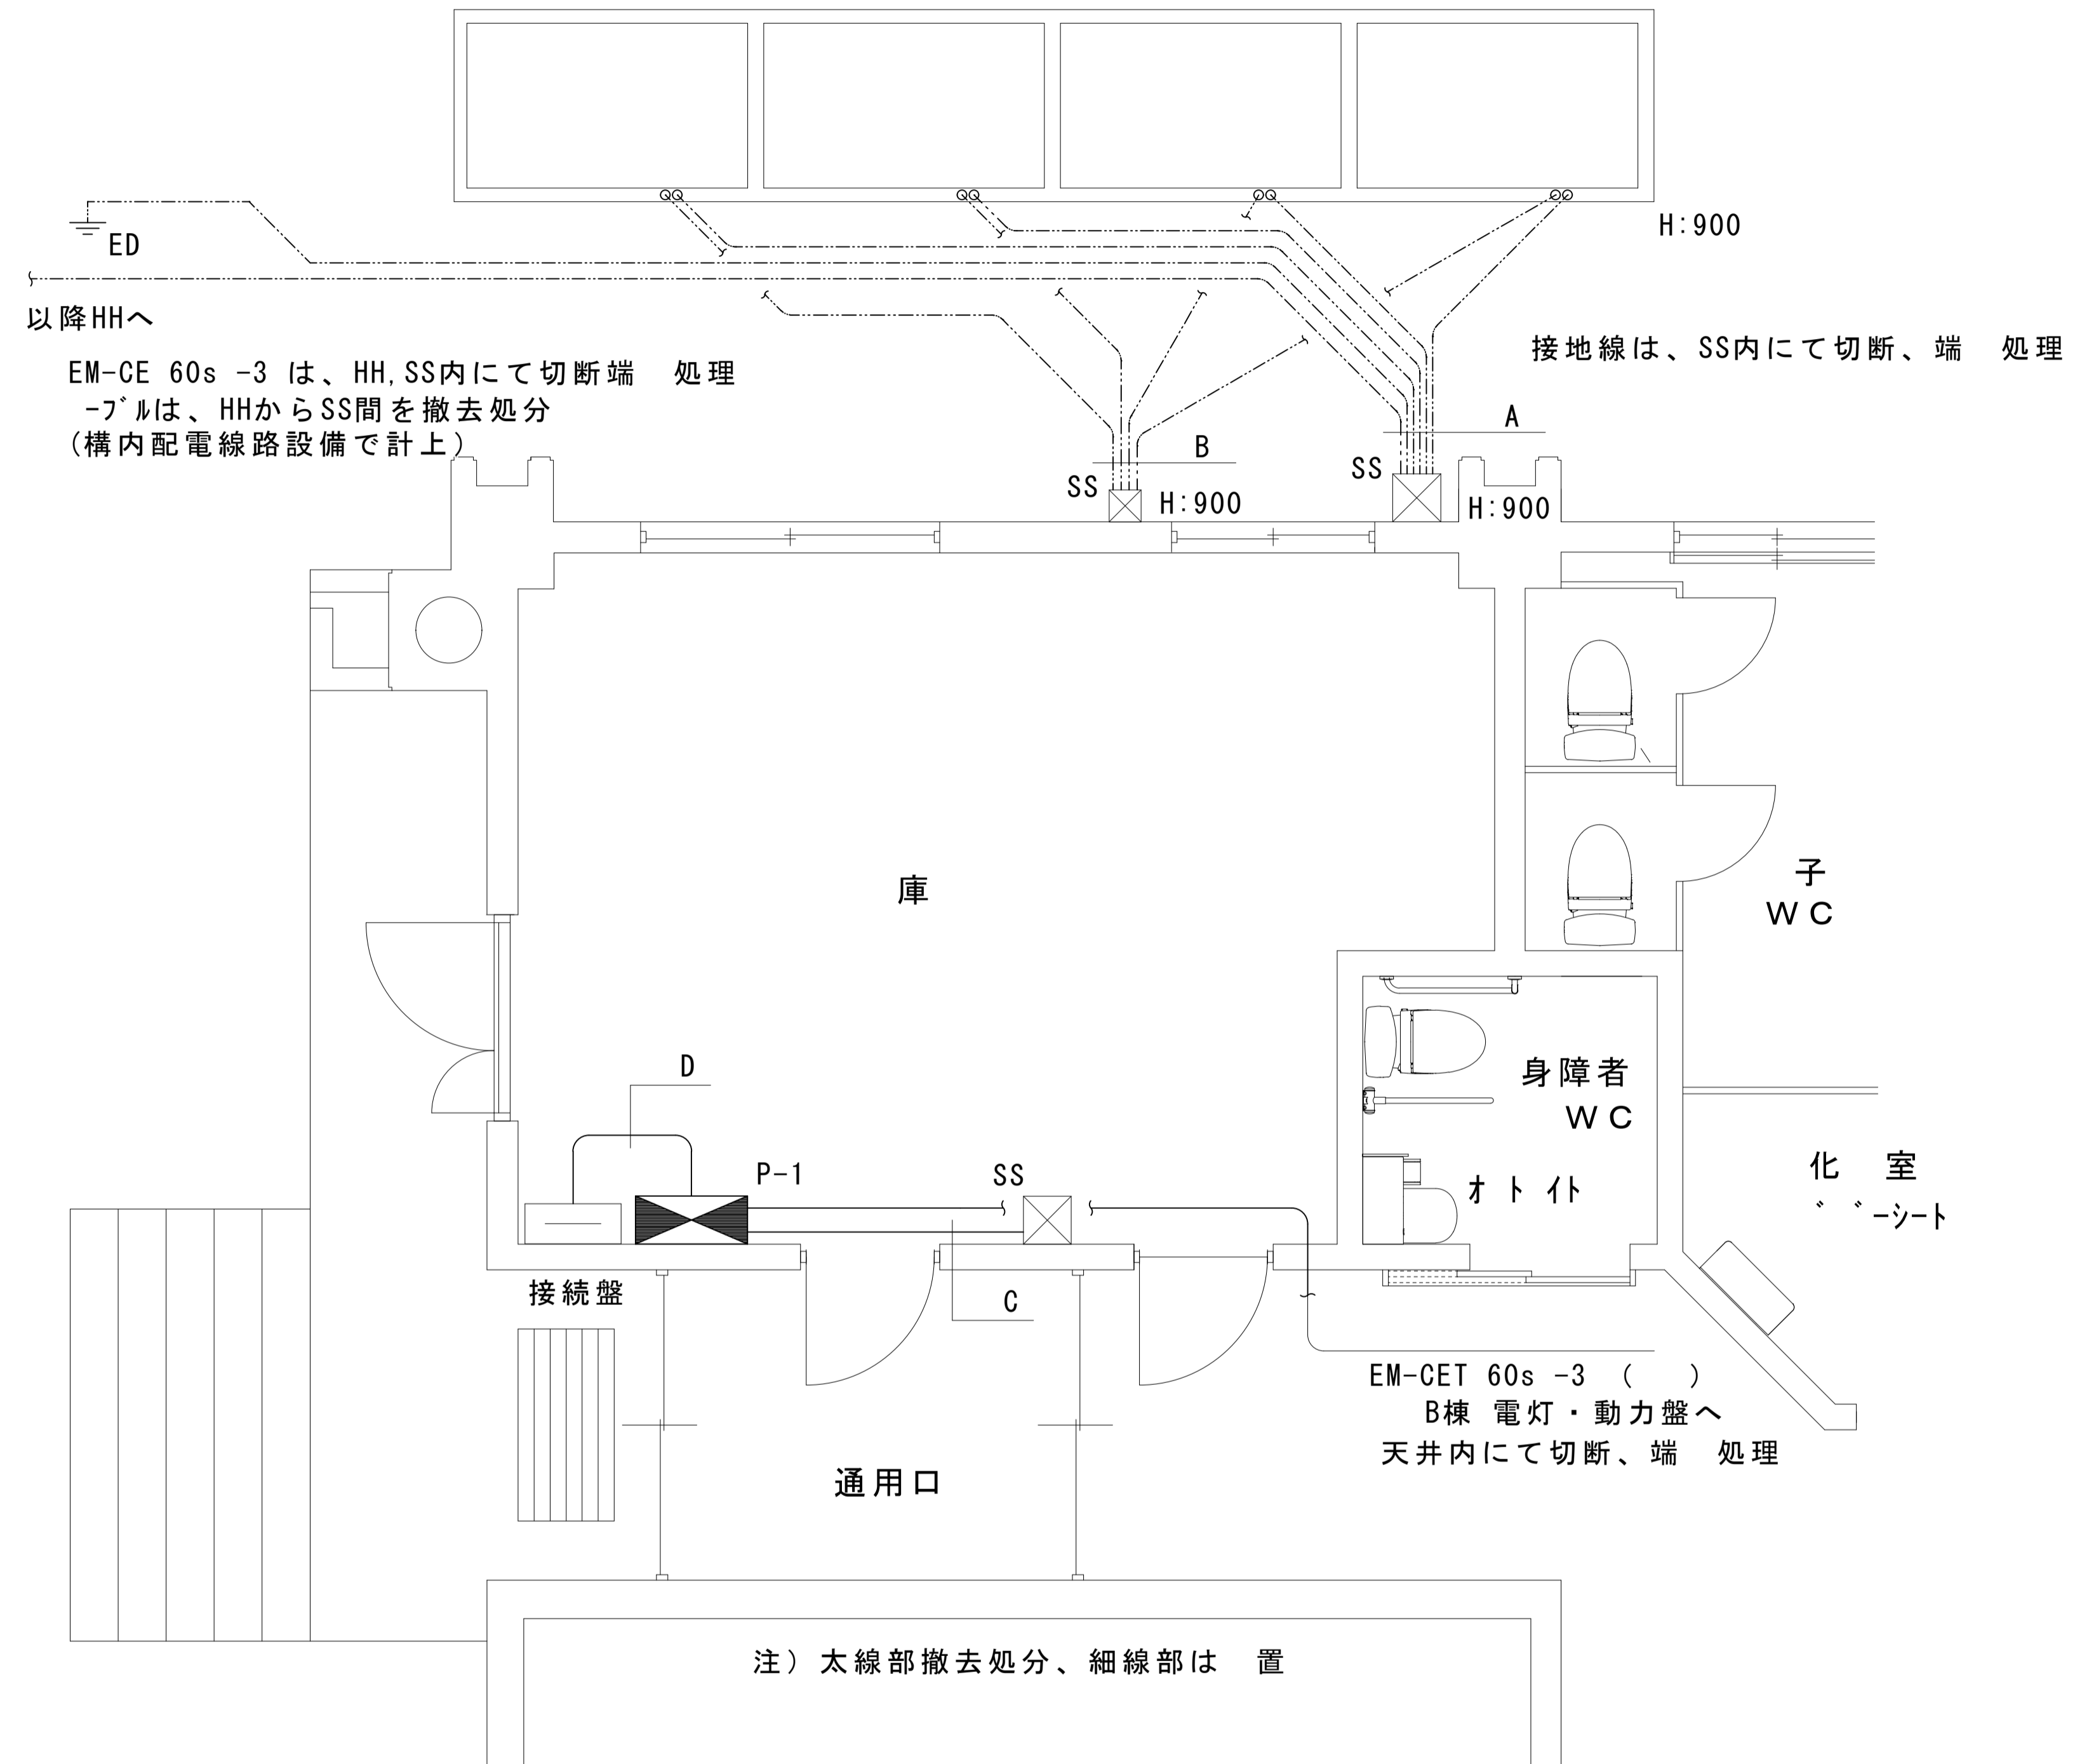 H:900
ED
以降HHへ
接地線は、SS内にて切断、端 処理
EM-CE 60s -3 は、HH,SS内にて切断端 処理
ｰﾌﾞﾙは、HHからSS間を撤去処分
(構内配電線路設備で計上)
A
B
SS
SS
H:900
H:900
庫
子
ＷＣ
D
身障者
ＷＣ
P-1
SS
ｵ ﾄ ｲﾄ
化 室
ﾞ ﾞｰｼｰﾄ
接続盤
C
EM-CET 60s -3 ( )
B棟 電灯・動力盤へ
天井内にて切断、端 処理
通用口
注) 太線部撤去処分、細線部は 置